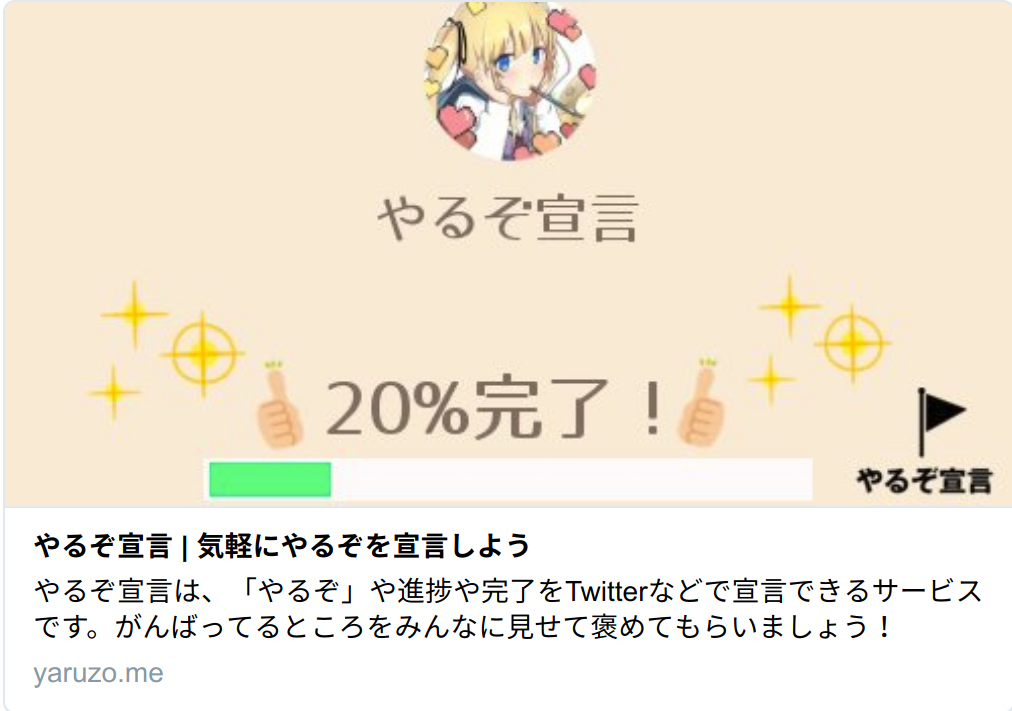 やるぞ宣言
20%完了！
やるぞ宣言
やるぞ宣言 | 気軽にやるぞを宣言しよう
やるぞ宣言は、「やるぞ」や進捗や完了をTwitterなどで宣言できるサービス
です。がんばってるところをみんなに見せて褒めてもらいましょう！
yaruzo.me